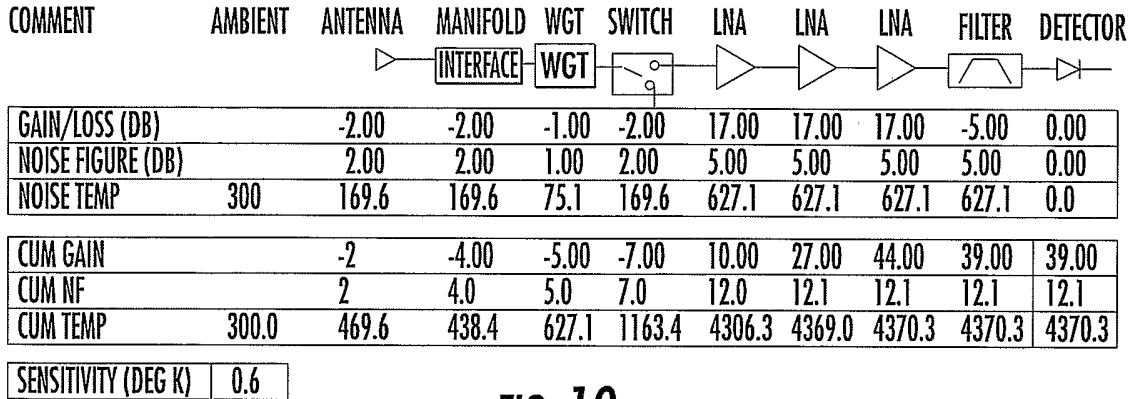 COMMENT AMBIENT ANTENNA MANIFOLD WGT SWITCH LNA LNA LNA FILTER DETECTOR
INTERFACE WGT
GAIN/LOSS (DB) -2.00 -2.00 -1.00 -2.00 17.00 17.00 17.00 -5.00 0.00
NOISE FIGURE (DB) 2.00 2.00 1.00 2.00 5.00 5.00 5.00 5.00 0.00
NOISE TEMP 300 169.6 169.6 75.1 169.6 627.1 627.1 627.1 627.1 0.0
CUM GAIN -2 -4.00 -5.00 -7.00 10.00 27.00 44.00 39.00 39.00
CUM NF 2 4.0 5.0 7.0 12.0 12.1 12.1 12.1 12.1
CUM TEMP 300.0 469.6 438.4 627.1 1163.4 4306.3 4369.0 4370.3 4370.3 4370.3
SENSITIVITY (DEG K) 0.6
FIG. 10